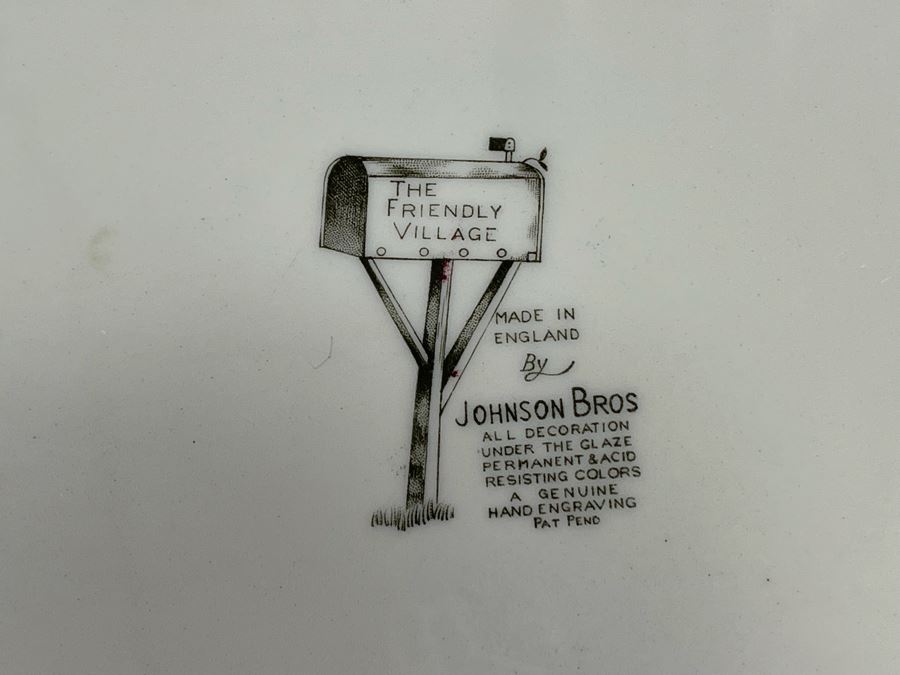 THE
FRIENDLY
VILLAGE
MADE IN
ENGLAND
By
JOHNSON BROS
ALL DECORATION
UNDER THE GLAZE
PERMANENT & ACID
RESISTING COLORS
A GENUINE
HAND ENGRAVING
PAT PEND